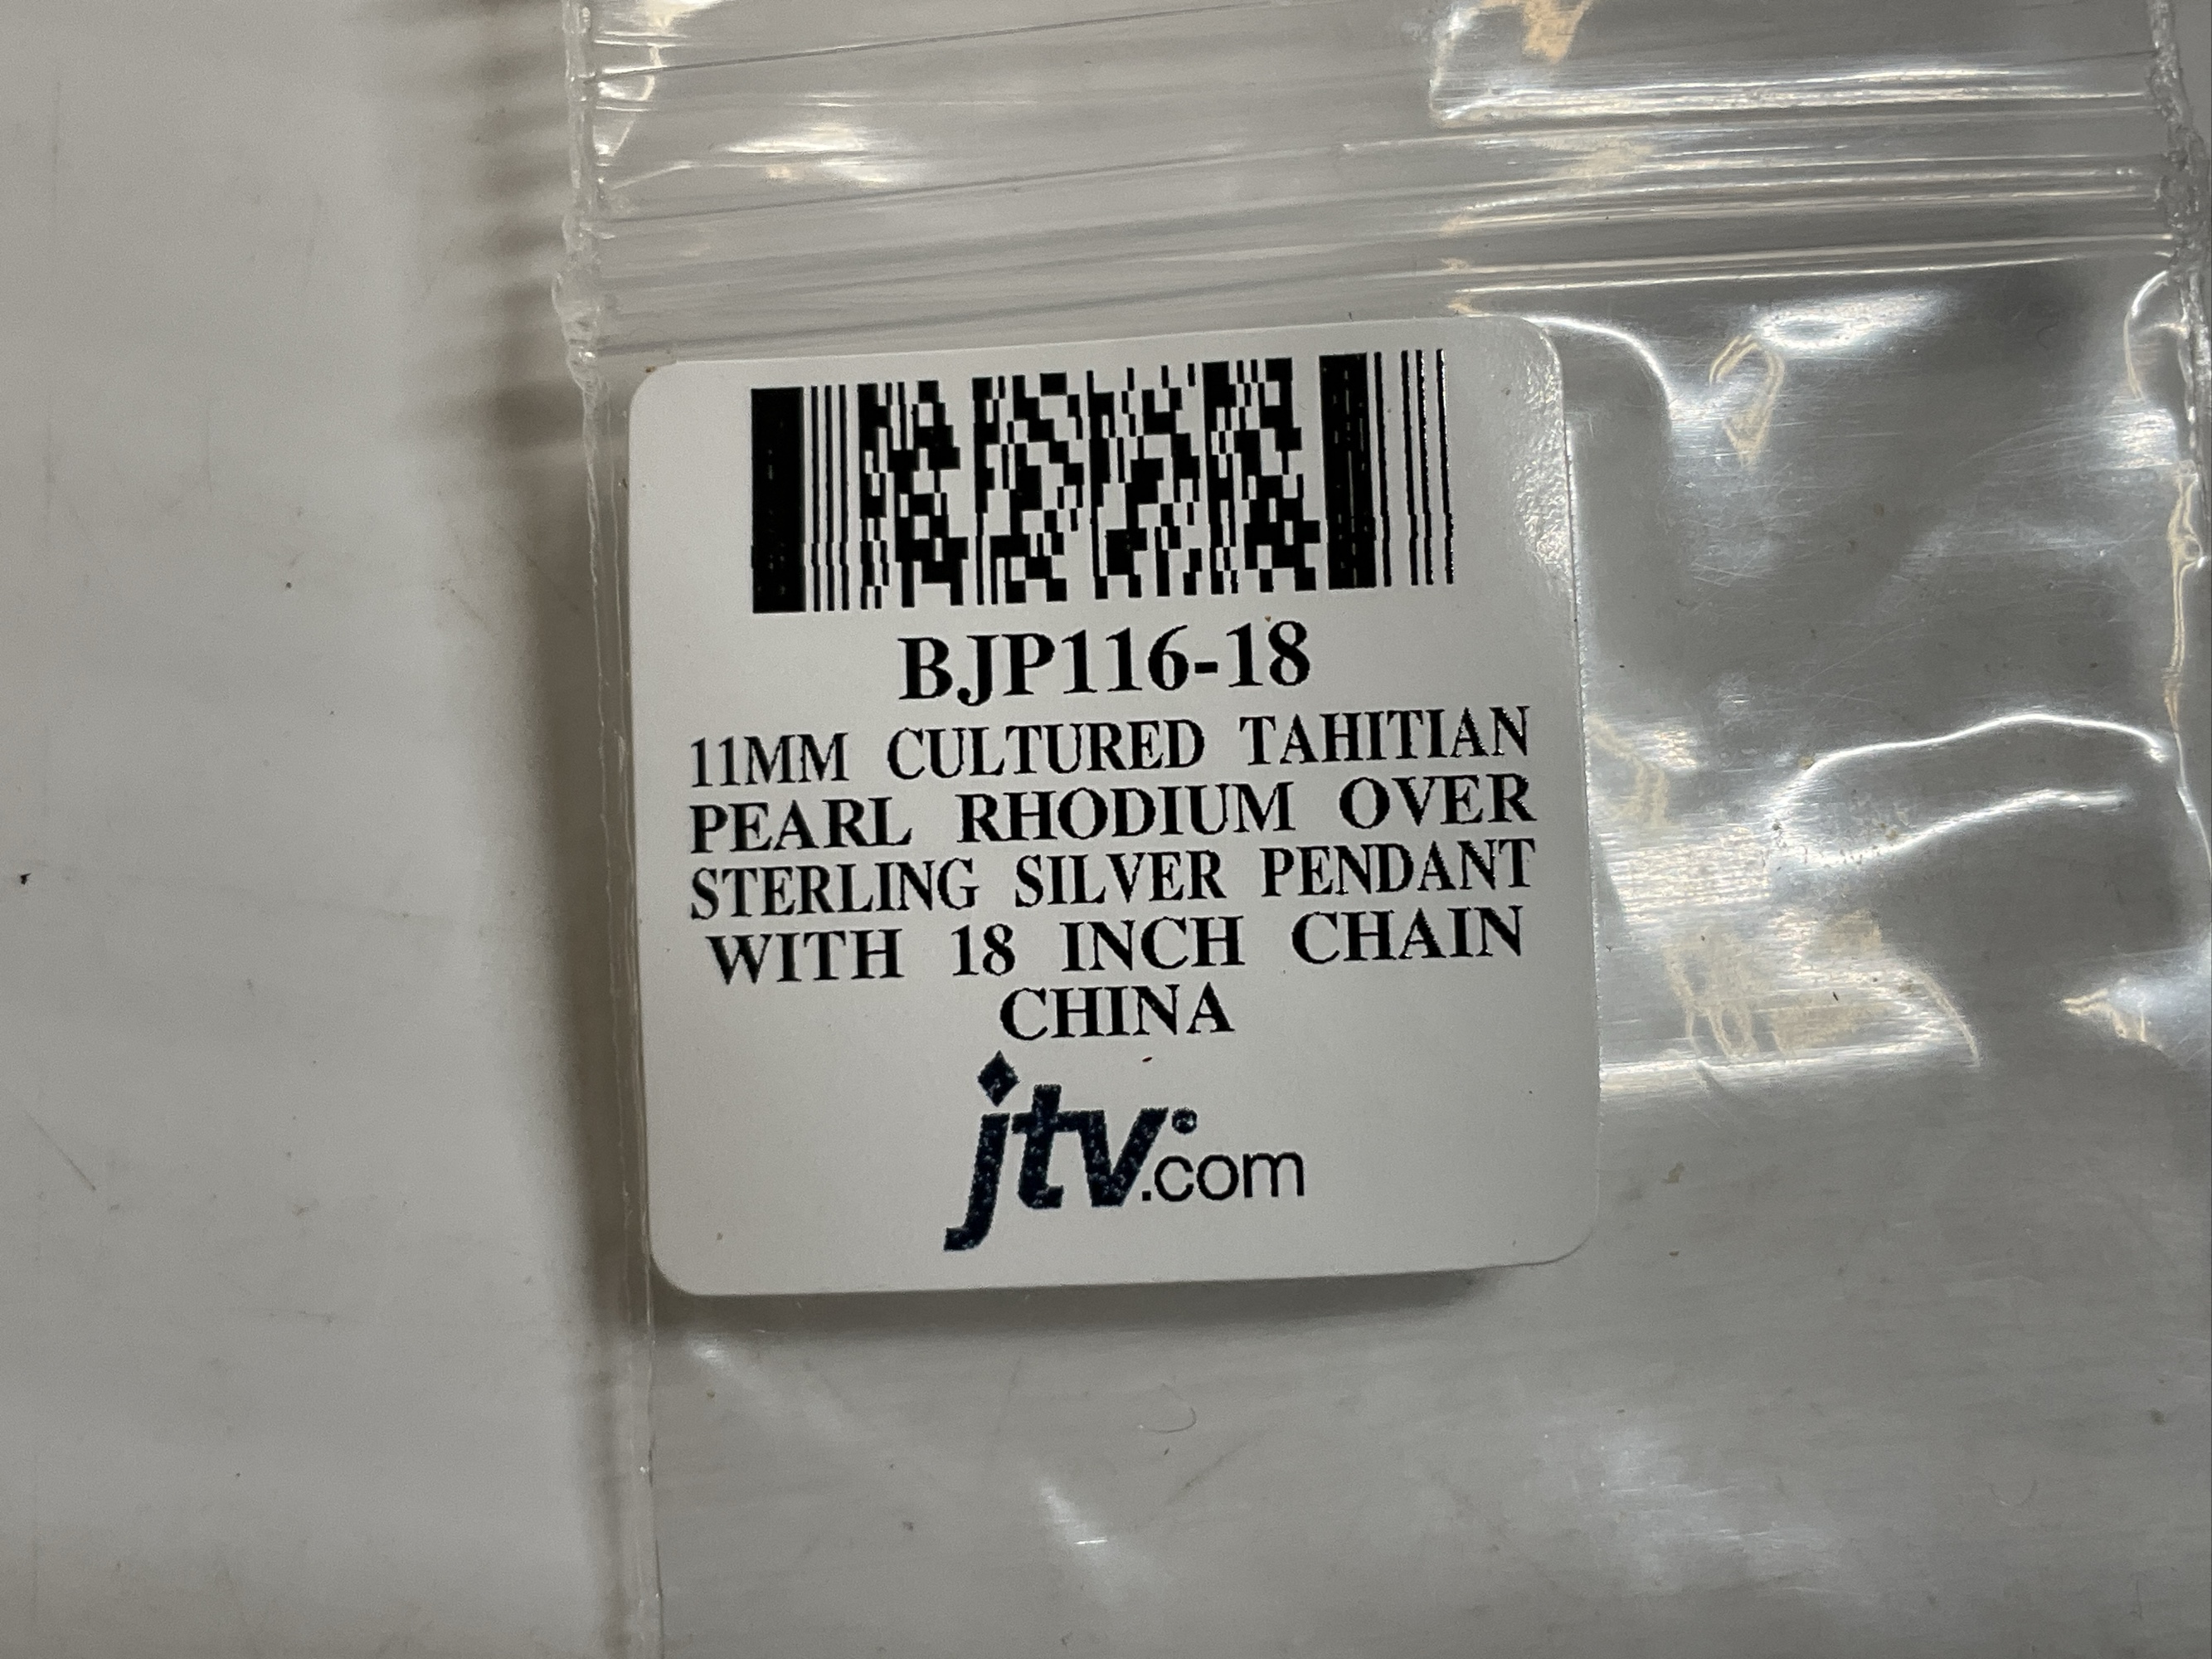 BJP116-18
11MM CULTURED TAHITIAN
PEARL RHODIUM OVER
STERLING SILVER PENDANT
WITH 18 INCH CHAIN
CHINA
jtv.com